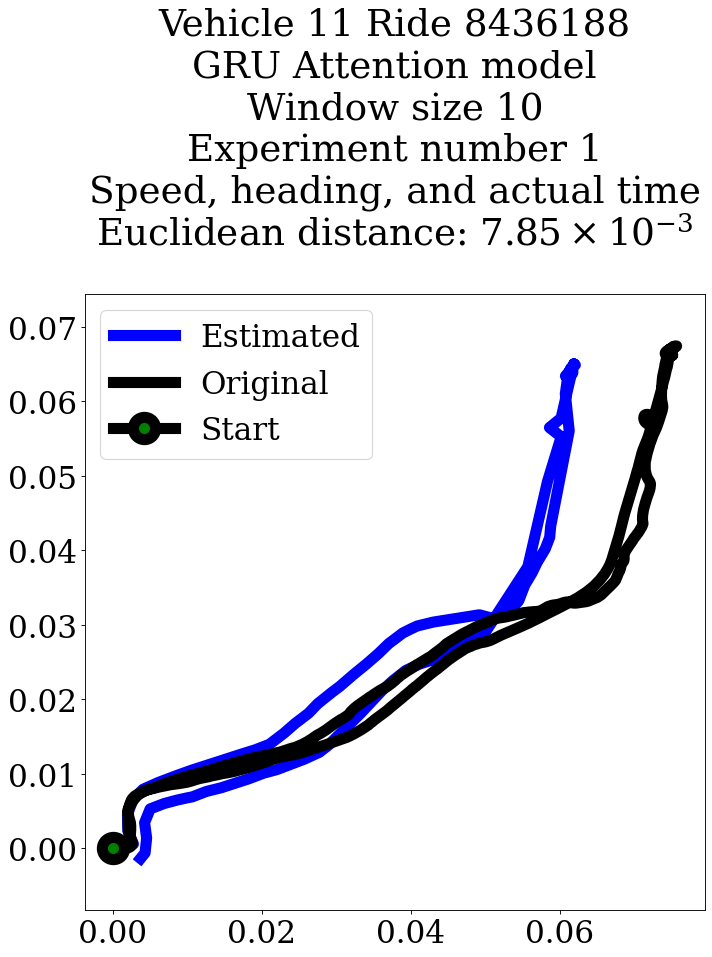 Vehicle 11 Ride 8436188
GRU Attention model
Window size 10
Experiment number 1
Speed, heading, and actual time
Euclidean distance: 7.85 × 10⁻³
Estimated
Original
Start
0.07
0.06
0.05
0.04
0.03
0.02
0.01
0.00
0.00 0.02 0.04 0.06